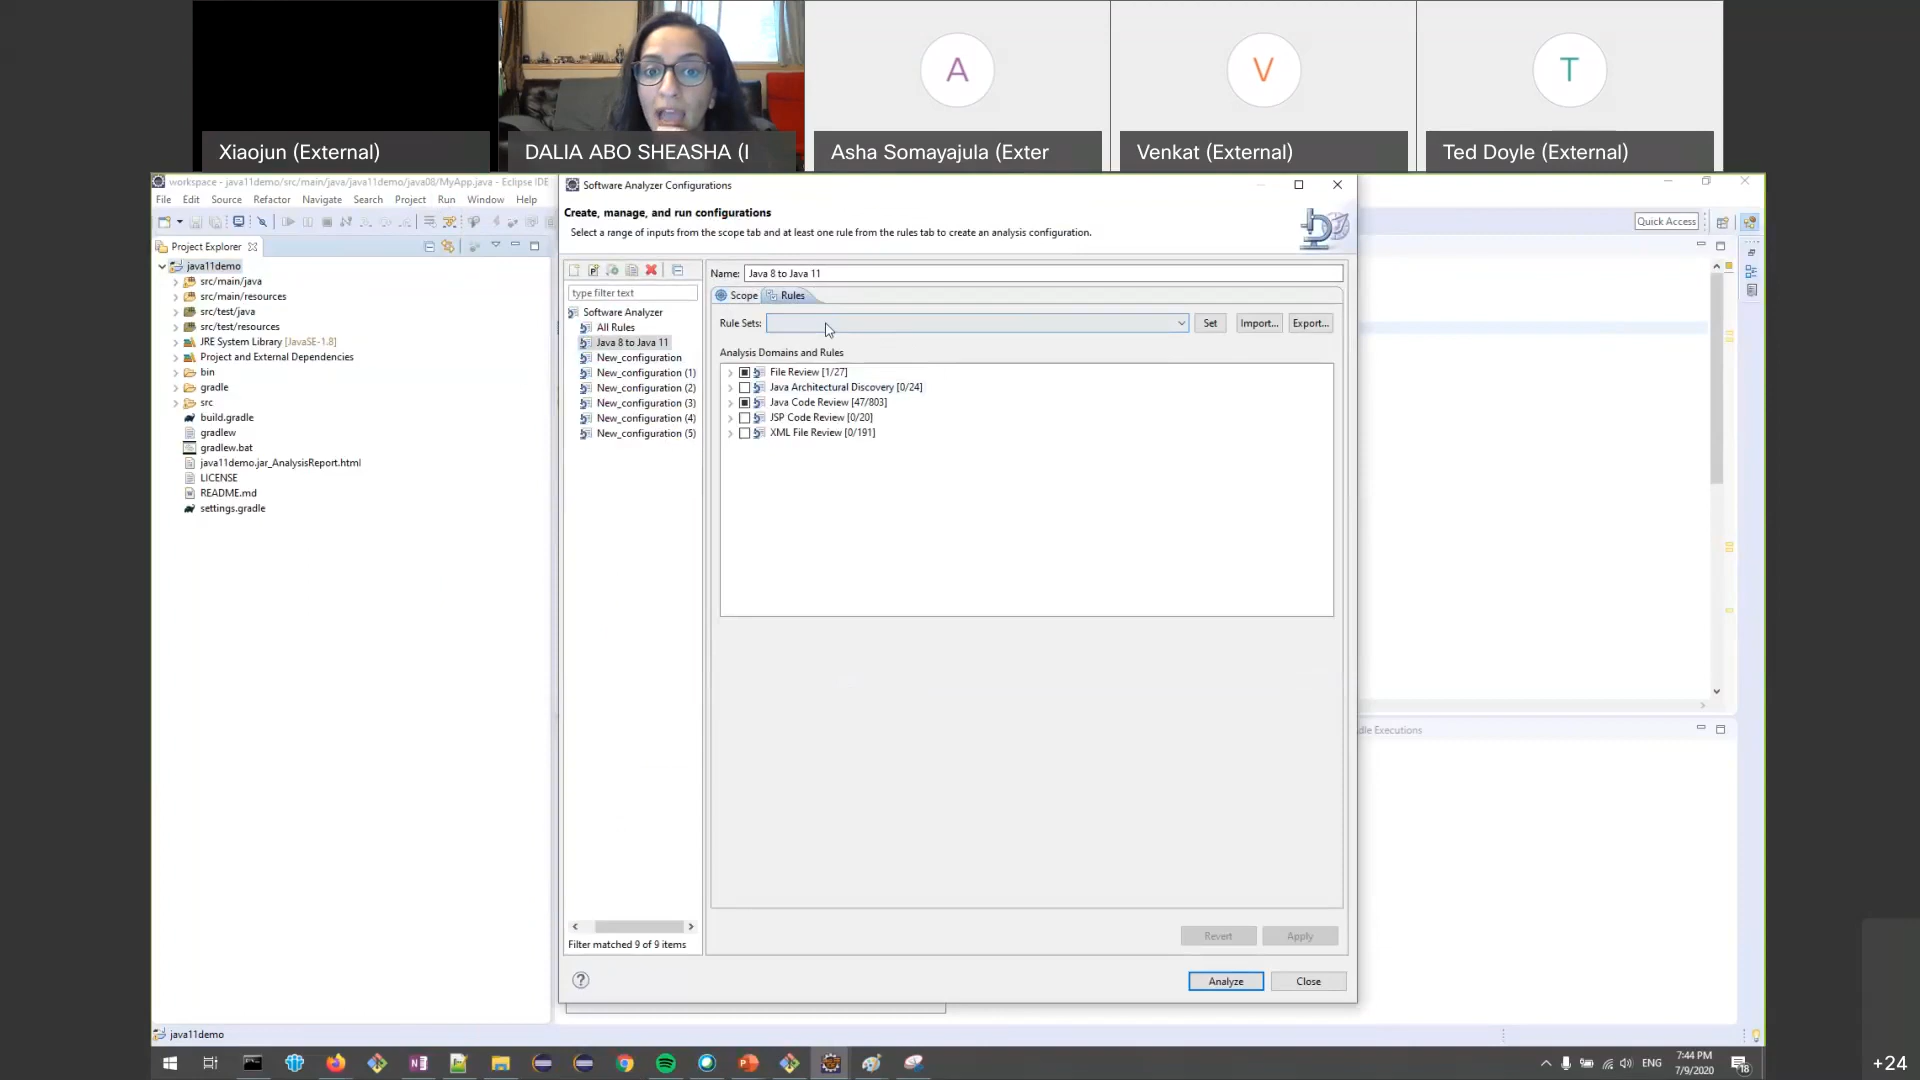 A
V
T
Xiaojun (External)
DALIA ABO SHEASHA (I
Asha Somayajula (Exter
Venkat (External)
Ted Doyle (External)
workspace - java11demo/src/main/java/java11demo/java08/MyApp.java - Eclipse IDE
File Edit Source Refactor Navigate Search Project Run Window Help
Quick Access
Project Explorer
java11demo
src/main/java
src/main/resources
src/test/java
src/test/resources
JRE System Library [JavaSE-1.8]
Project and External Dependencies
bin
gradle
src
build.gradle
gradlew
gradlew.bat
java11demo.jar_AnalysisReport.html
LICENSE
README.md
settings.gradle
Software Analyzer Configurations
Create, manage, and run configurations
Select a range of inputs from the scope tab and at least one rule from the rules tab to create an analysis configuration.
type filter text
Software Analyzer
All Rules
Java 8 to Java 11
New_configuration
New_configuration (1)
New_configuration (2)
New_configuration (3)
New_configuration (4)
New_configuration (5)
Filter matched 9 of 9 items
Name: Java 8 to Java 11
Scope Rules
Rule Sets: Set Import... Export...
Analysis Domains and Rules
File Review [1/27]
Java Architectural Discovery [0/24]
Java Code Review [47/803]
JSP Code Review [0/20]
XML File Review [0/191]
Revert Apply
Analyze Close
dle Executions
java11demo
ENG
7:44 PM
7/9/2020
18
+24